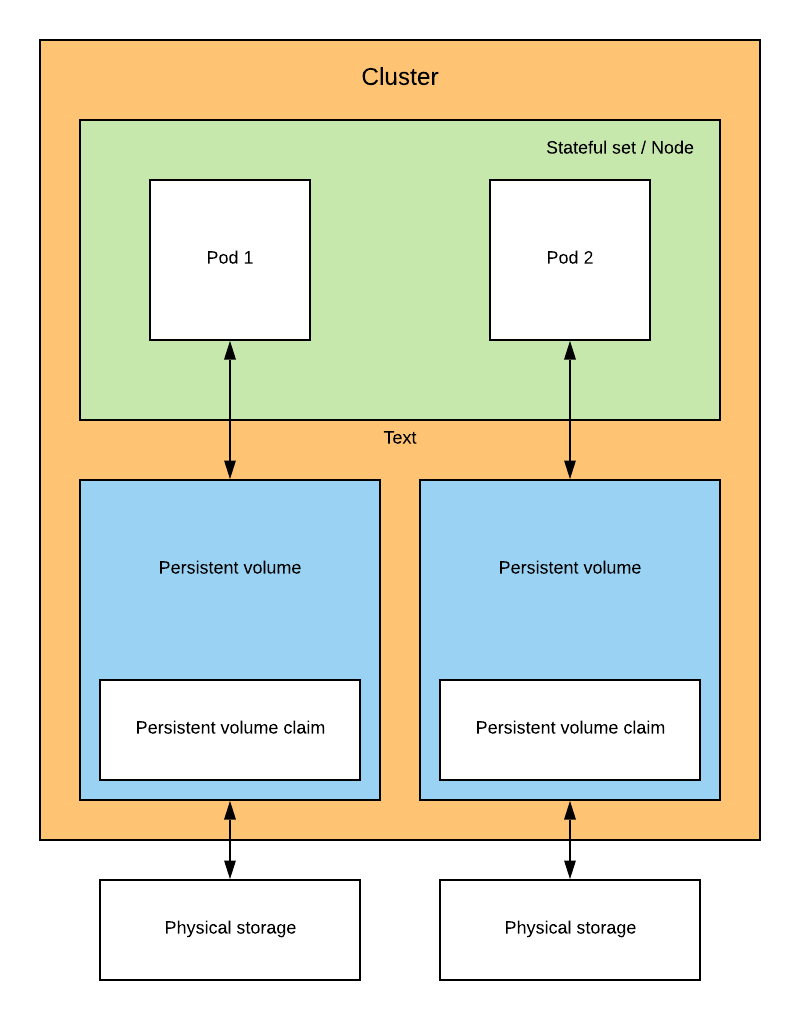 Cluster
Stateful set / Node
Pod 1
Pod 2
Text
Persistent volume
Persistent volume
Persistent volume claim
Persistent volume claim
Physical storage
Physical storage